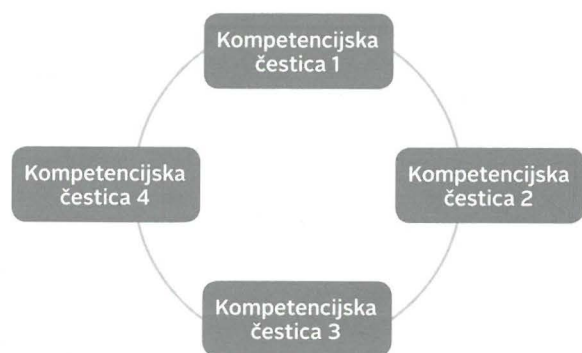 Kompetencijska
čestica 1
Kompetencijska
čestica 2
Kompetencijska
čestica 3
Kompetencijska
čestica 4